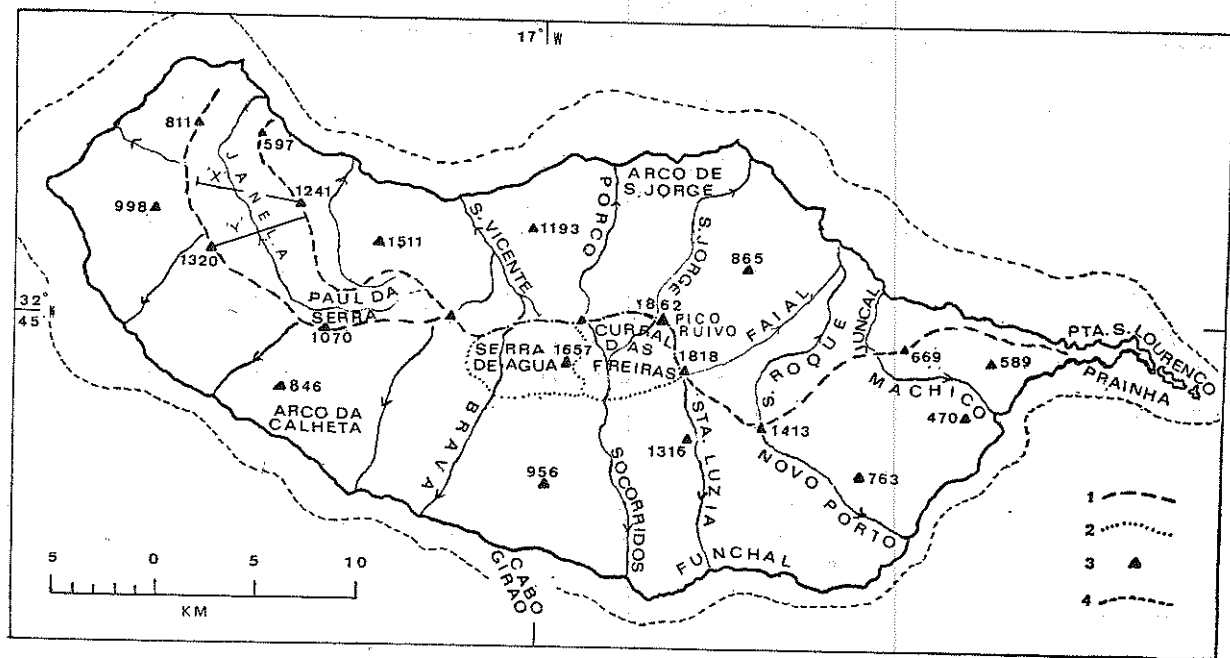 17° W
811
597
JANELA
X
1241
998
Y
1320
1511
S. VICENTE
1193
PORCO
ARCO DE
S. JORGE
S. JORGE
865
32°
45'
PAUL DA
SERRA
1070
1862
PICO
RUIVO
CURRAL
DAS
FREIRAS
SERRA
DE AGUA
1657
1818
FAIAL
S. ROQUE
JUNCAL
669
589
PTA. S. LOURENCO
PRAINHA
MACHICO
470
846
ARCO DA
CALHETA
BRAVA
956
SOCORRIDOS
1316
STA. LUZIA
1413
NOVO PORTO
763
FUNCHAL
CABO
GIRAO
5 0 5 10
KM
1
2
3
4